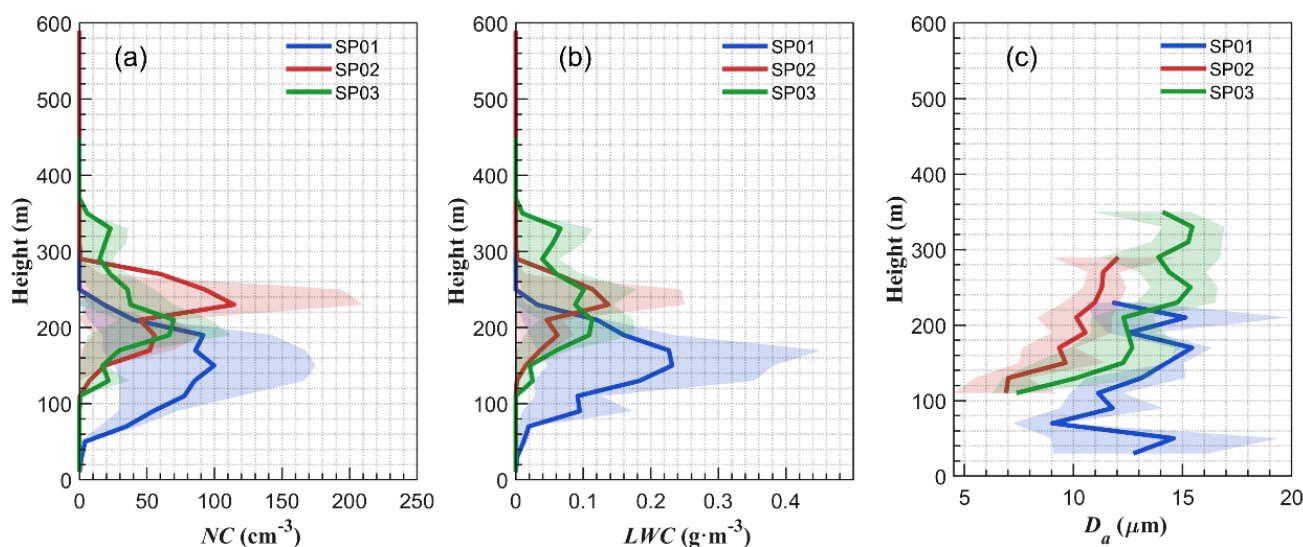 (a)
SP01
SP02
SP03
600
500
400
300
200
100
0
Height (m)
0 50 100 150 200 250
NC (cm-3)
(b)
SP01
SP02
SP03
600
500
400
300
200
100
0
Height (m)
0 0.1 0.2 0.3 0.4
LWC (g·m-3)
(c)
SP01
SP02
SP03
600
500
400
300
200
100
0
Height (m)
5 10 15 20
Da (μm)